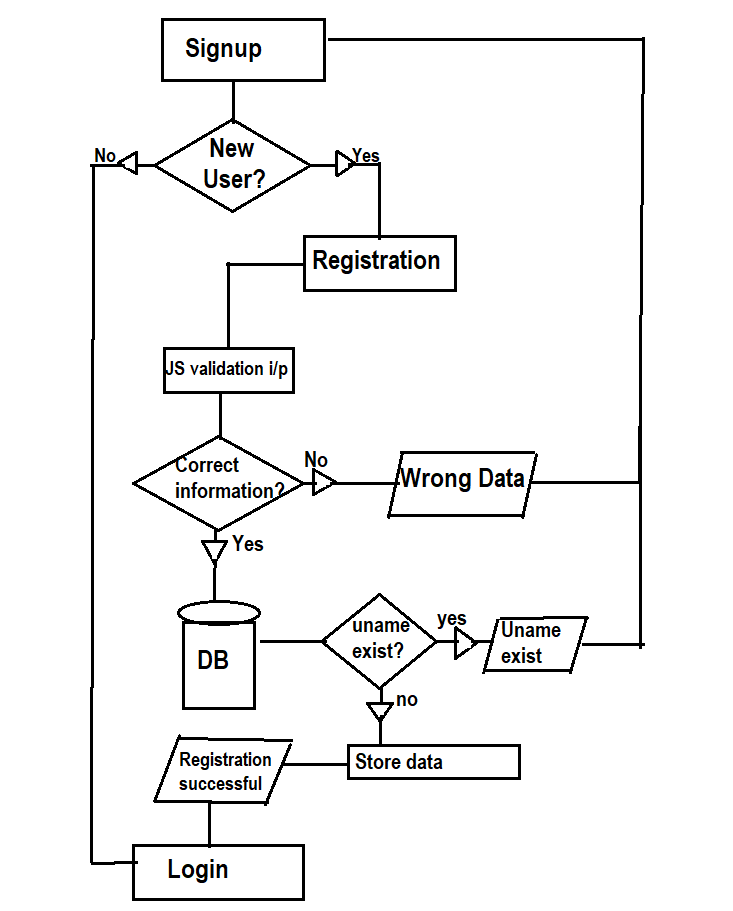 Signup
No
New
User?
Yes
Registration
JS validation i/p
Correct
information?
No
Wrong Data
Yes
DB
uname
exist?
yes
Uname
exist
no
Registration
successful
Store data
Login